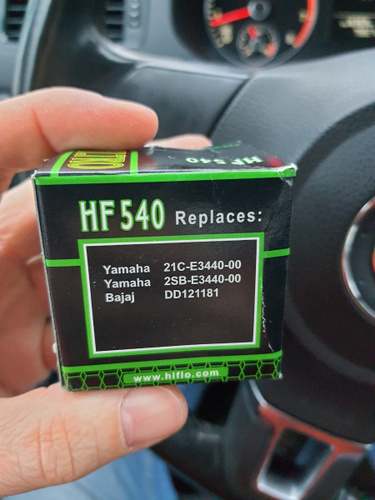 HF540
HF540 Replaces:
Yamaha 21C-E3440-00
Yamaha 2SB-E3440-00
Bajaj DD121181
www.hiflo.com